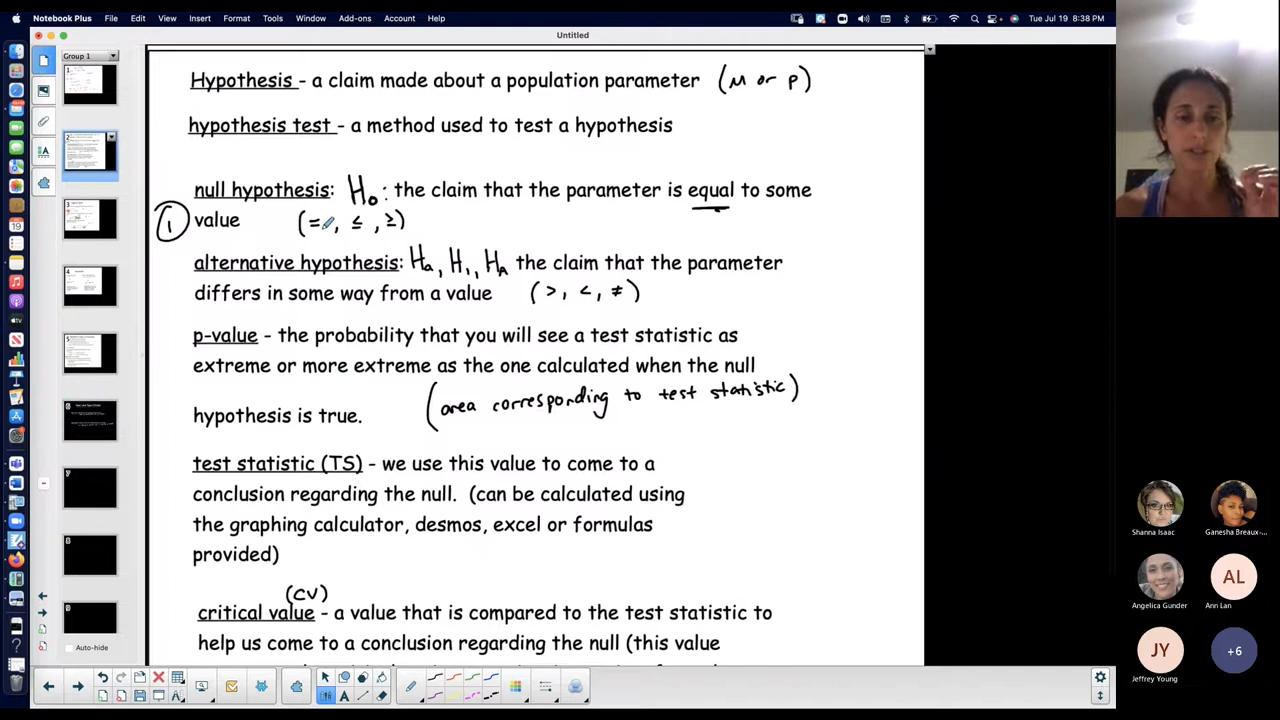 Notebook Plus File Edit View Insert Format Tools Window Add-ons Account Help Tue Jul 19 8:38 PM
Untitled
Group 1
Hypothesis - a claim made about a population parameter (μ or p)
hypothesis test - a method used to test a hypothesis
null hypothesis: H₀: the claim that the parameter is equal to some
① value (=, ≤, ≥)
alternative hypothesis: Hₐ, H₁, H_A the claim that the parameter
differs in some way from a value (>, <, ≠)
p-value - the probability that you will see a test statistic as
extreme or more extreme as the one calculated when the null
hypothesis is true. (area corresponding to test statistic)
test statistic (TS) - we use this value to come to a
conclusion regarding the null. (can be calculated using
the graphing calculator, desmos, excel or formulas
provided)
(CV)
critical value - a value that is compared to the test statistic to
help us come to a conclusion regarding the null (this value
Auto-hide
Shanna Isaac
Ganesha Breaux-...
Angelica Gunder
AL
Ann Lan
JY
Jeffrey Young
+6